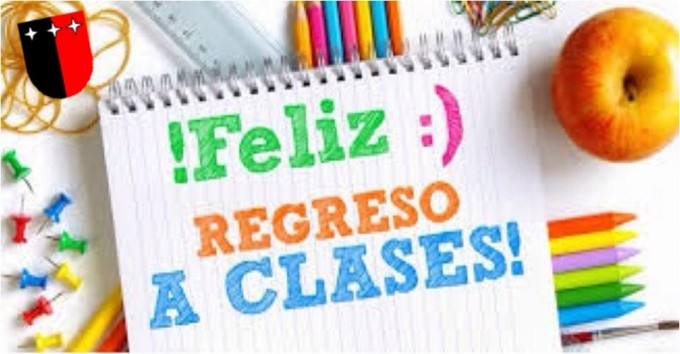 !Feliz :)
REGRESO
A CLASES!